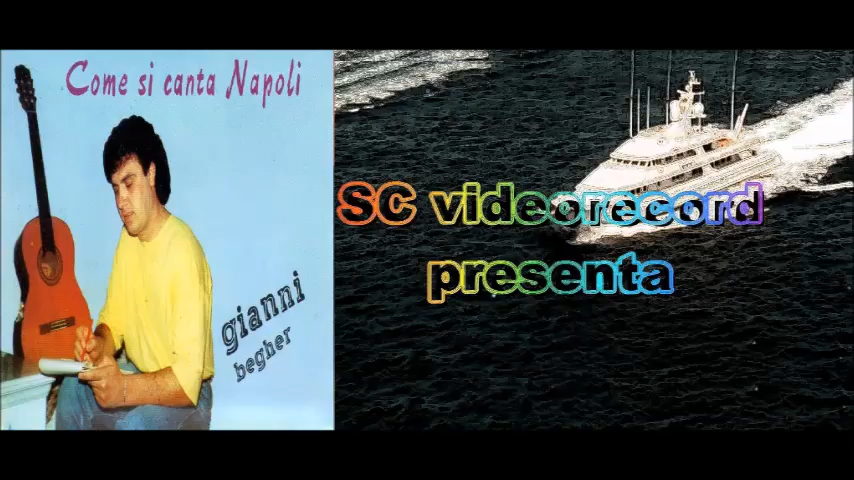 Come si canta Napoli
gianni
begher
SC videorecord
presenta